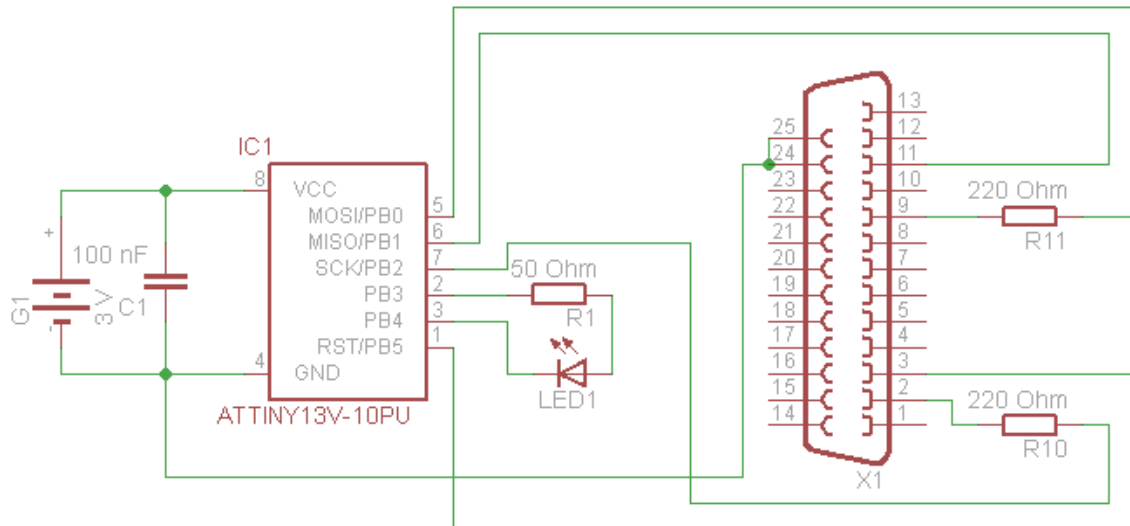 IC1
8
VCC
MOSI/PB0
5
MISO/PB1
6
SCK/PB2
7
PB3
2
PB4
3
RST/PB5
1
4
GND
ATTINY13V-10PU
+
-
G1
3 V
100 nF
C1
50 Ohm
R1
LED1
25
24
23
22
21
20
19
18
17
16
15
14
13
12
11
10
9
8
7
6
5
4
3
2
1
X1
220 Ohm
R11
220 Ohm
R10